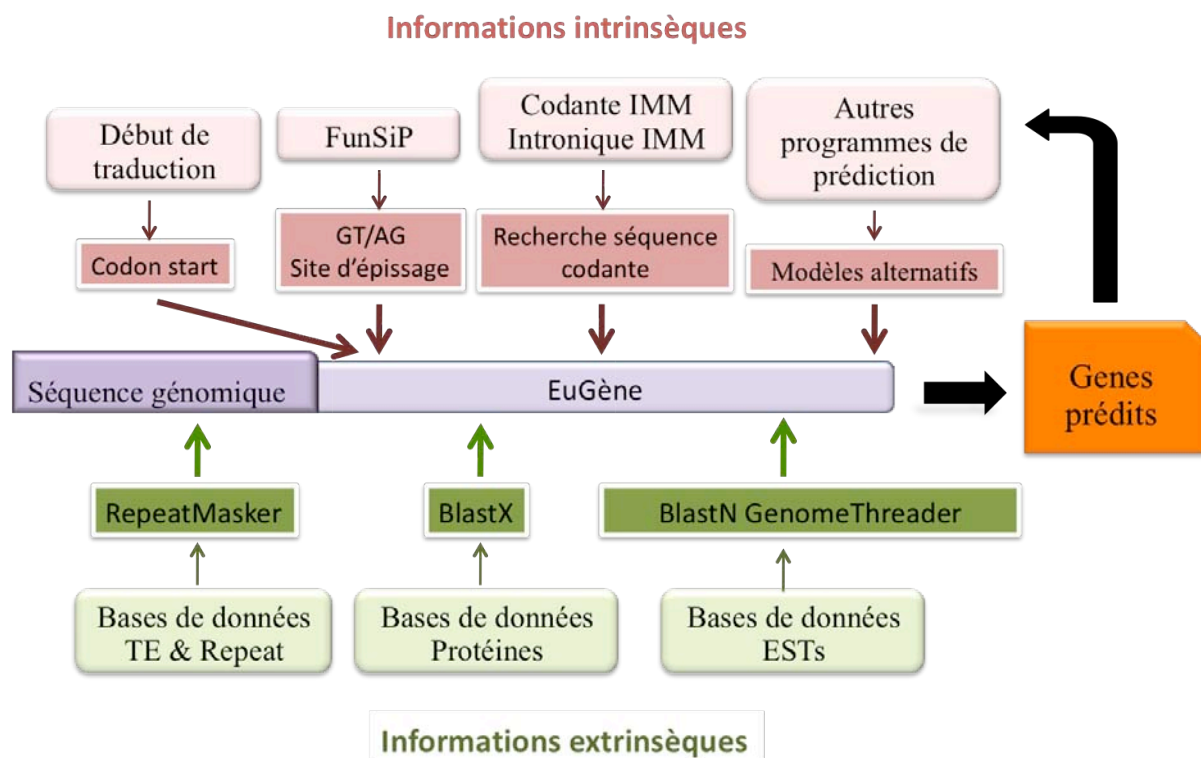 Informations intrinsèques
Début de
traduction
FunSiP
Codante IMM
Intronique IMM
Autres
programmes de
prédiction
Codon start
GT/AG
Site d'épissage
Recherche séquence
codante
Modèles alternatifs
Séquence génomique
EuGène
Genes
prédits
RepeatMasker
BlastX
BlastN GenomeThreader
Bases de données
TE & Repeat
Bases de données
Protéines
Bases de données
ESTs
Informations extrinsèques